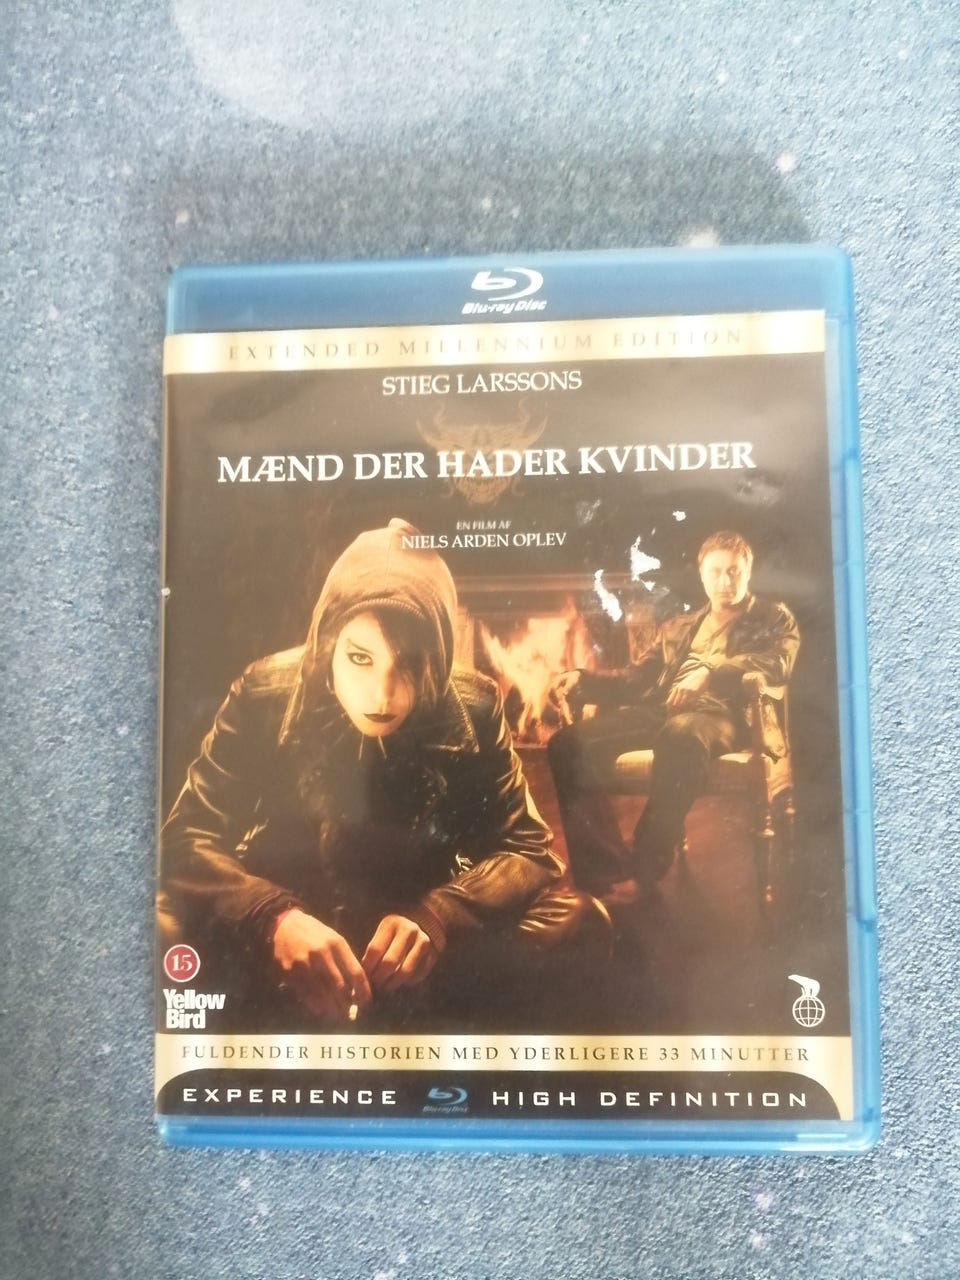 Blu-ray Disc
EXTENDED MILLENNIUM EDITION
STIEG LARSSONS
MÆND DER HADER KVINDER
EN FILM AF
NIELS ARDEN OPLEV
15
Yellow
Bird
FULDENDER HISTORIEN MED YDERLIGERE 33 MINUTTER
EXPERIENCE Blu-ray Disc HIGH DEFINITION